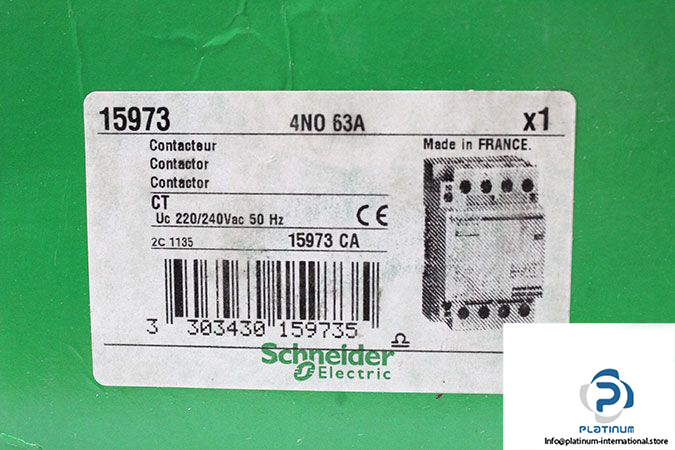 15973 4NO 63A x1
Contacteur
Contactor
Contactor
Made in FRANCE.
CT
Uc 220/240Vac 50 Hz
CE
2C 1135 15973 CA
3 303430 159735
Schneider
Electric
PLATINUM
Info@platinum-international.store